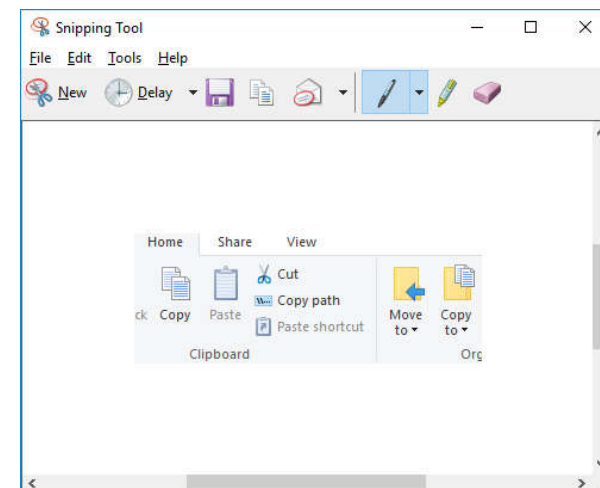 Snipping Tool
File Edit Tools Help
New Delay
Home Share View
Cut
Copy path
Paste shortcut
ck Copy Paste
Move to
Copy to
Clipboard
Org